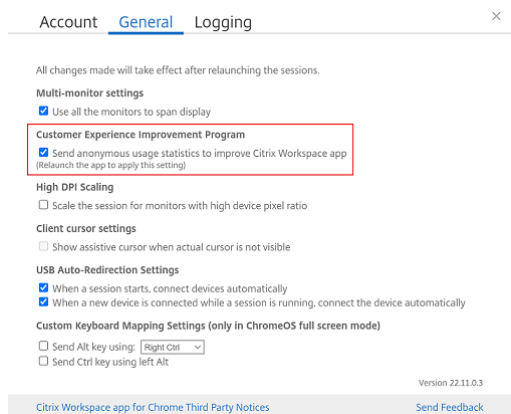 Account General Logging
All changes made will take effect after relaunching the sessions.
Multi-monitor settings
Use all the monitors to span display
Customer Experience Improvement Program
Send anonymous usage statistics to improve Citrix Workspace app
(Relaunch the app to apply this setting)
High DPI Scaling
Scale the session for monitors with high device pixel ratio
Client cursor settings
Show assistive cursor when actual cursor is not visible
USB Auto-Redirection Settings
When a session starts, connect devices automatically
When a new device is connected while a session is running, connect the device automatically
Custom Keyboard Mapping Settings (only in ChromeOS full screen mode)
Send Alt key using: Right Ctrl
Send Ctrl key using left Alt
Version 22.11.0.3
Citrix Workspace app for Chrome Third Party Notices Send Feedback